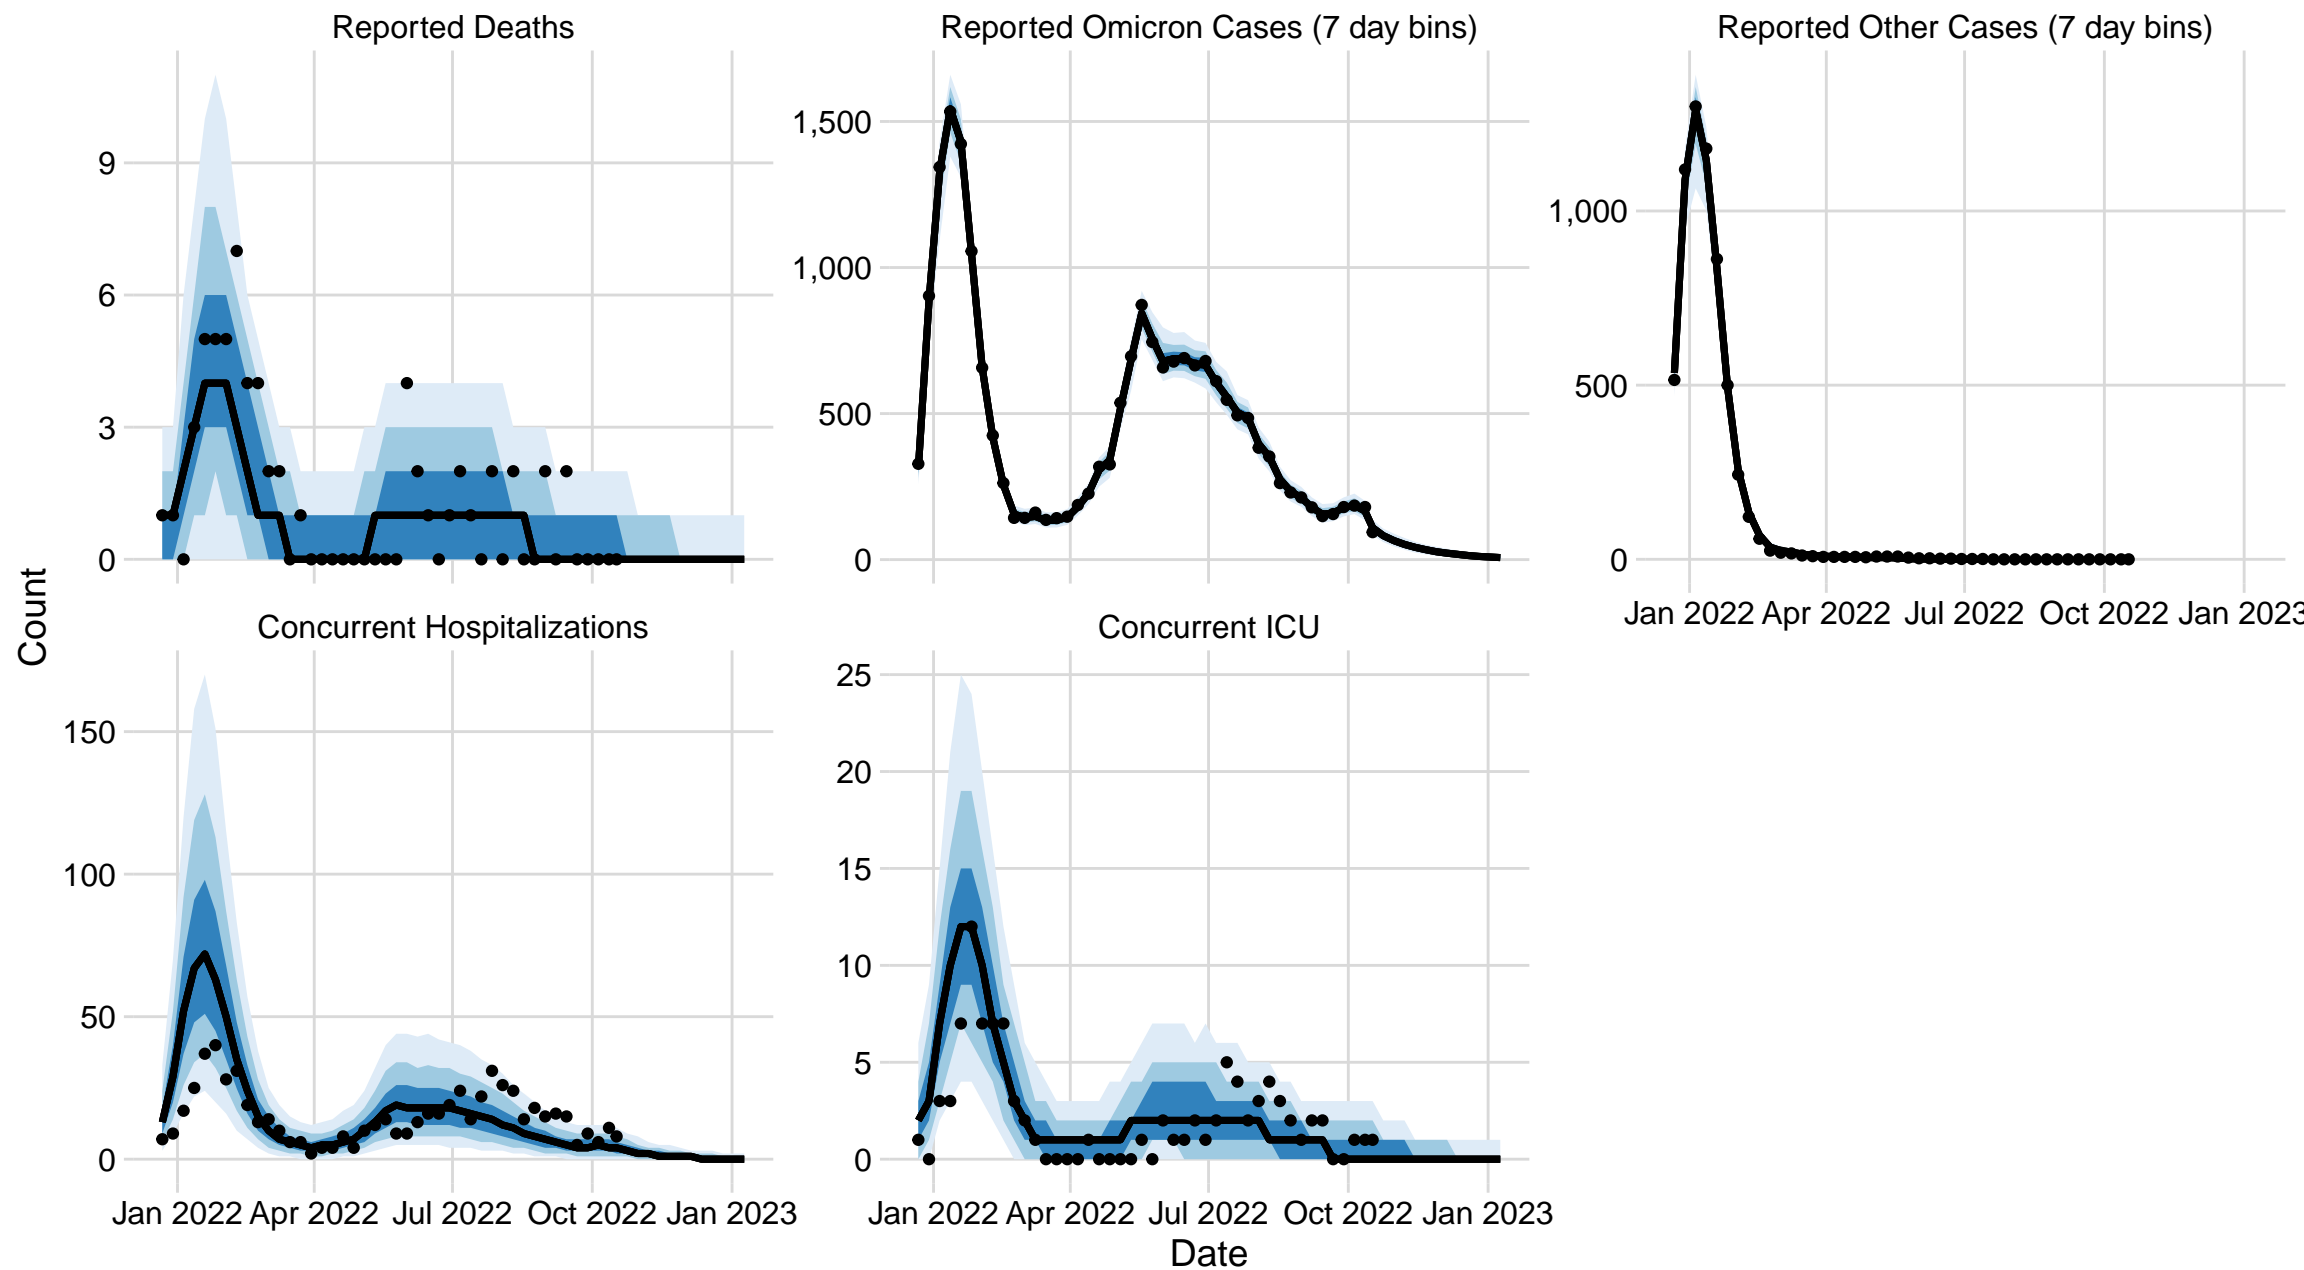 Reported Deaths
Reported Omicron Cases (7 day bins)
Reported Other Cases (7 day bins)
9
6
3
0
1,500
1,000
500
0
1,000
500
0
Jan 2022 Apr 2022 Jul 2022 Oct 2022 Jan 2023
Count
Concurrent Hospitalizations
Concurrent ICU
150
100
50
0
25
20
15
10
5
0
Jan 2022 Apr 2022 Jul 2022 Oct 2022 Jan 2023
Jan 2022 Apr 2022 Jul 2022 Oct 2022 Jan 2023
Date